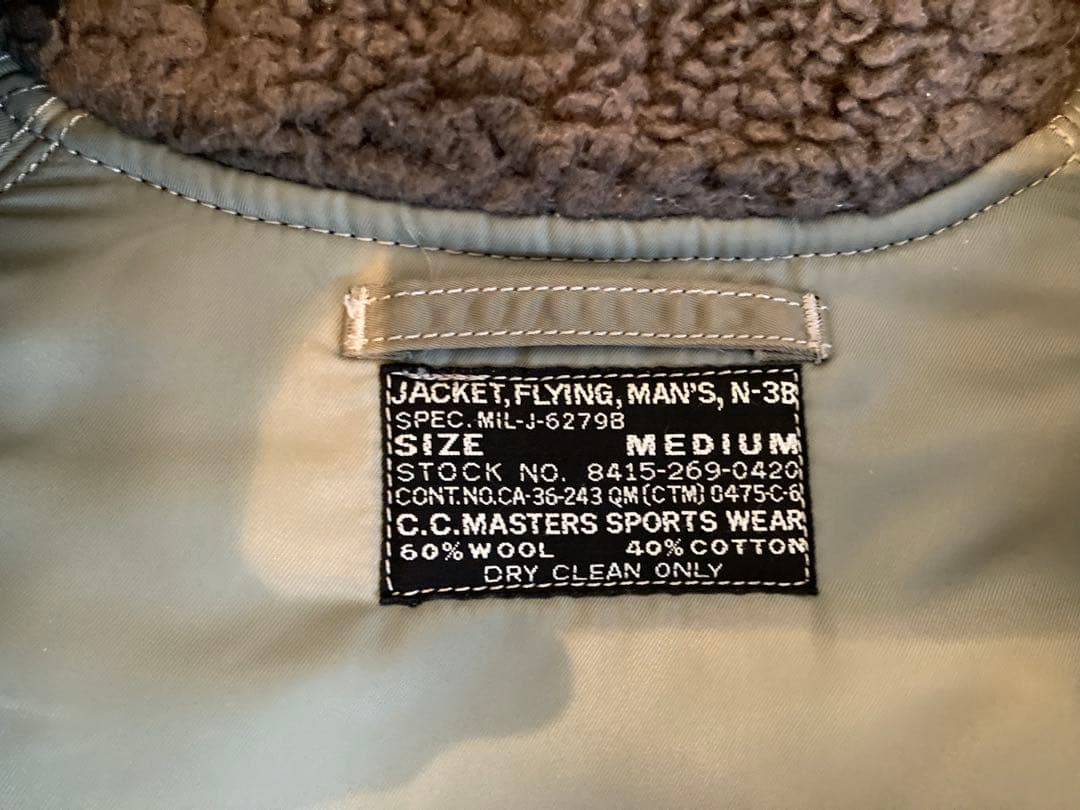 JACKET, FLYING, MAN'S, N-3B
SPEC. MIL-J-6279B
SIZE MEDIUM
STOCK NO. 8415-269-0420
CONT.NO.CA-36-243 QM (CTM) 0475-C-6
C.C.MASTERS SPORTS WEAR
60% WOOL 40% COTTON
DRY CLEAN ONLY